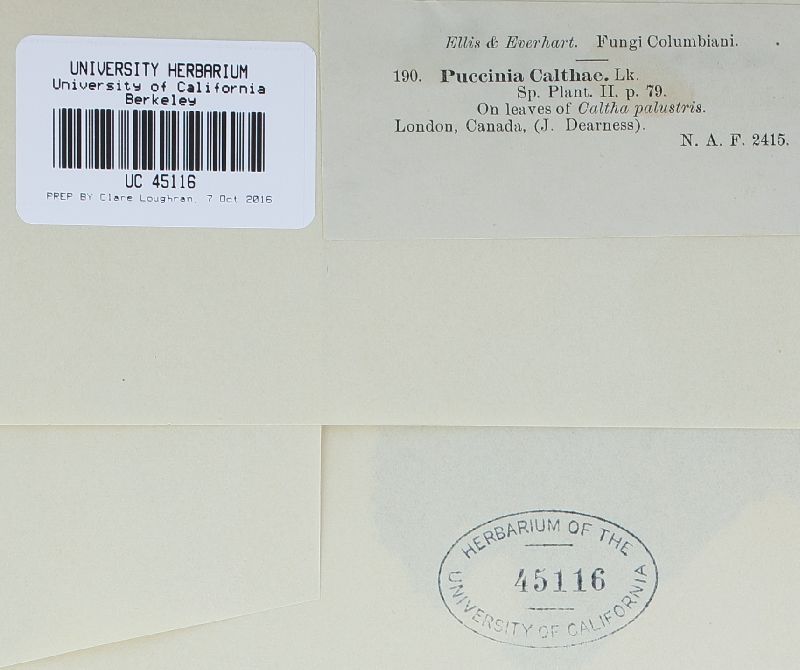 UNIVERSITY HERBARIUM
University of California
Berkeley
UC 45116
PREP BY Clare Loughran, 7 Oct 2016
Ellis & Everhart. Fungi Columbiani.
190. Puccinia Calthae. Lk.
Sp. Plant. II. p. 79.
On leaves of Caltha palustris.
London, Canada, (J. Dearness).
N. A. F. 2415.
HERBARIUM OF THE
45116
UNIVERSITY OF CALIFORNIA